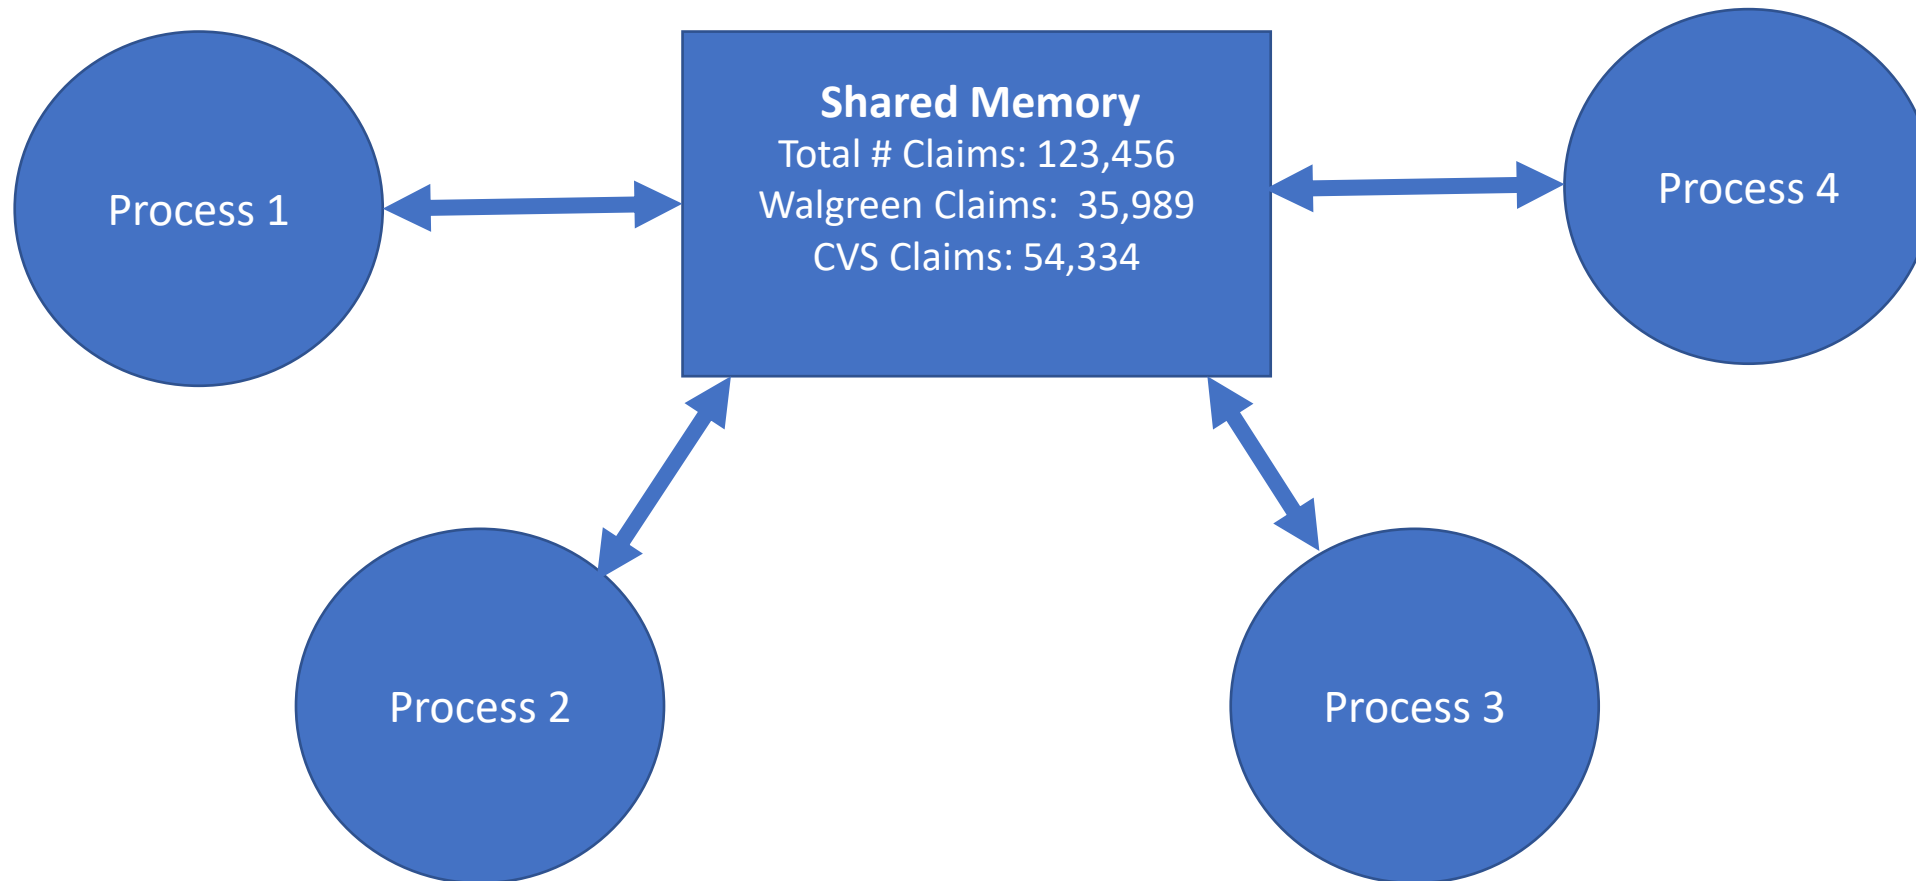 Shared Memory
Total # Claims: 123,456
Walgreen Claims:  35,989
CVS Claims: 54,334
Process 1
Process 4
Process 2
Process 3